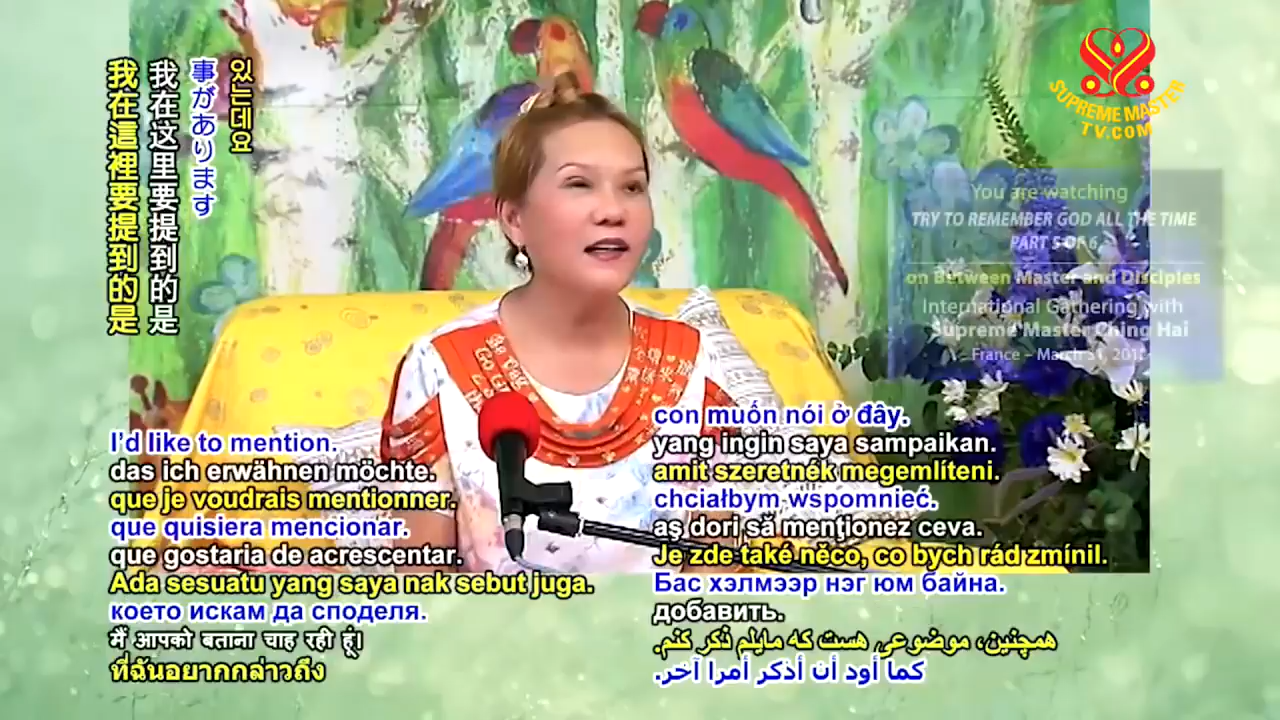 我在這裡要提到的是
我在这里要提到的是
事があります
있는데요
SUPREME MASTER
TV.COM
You are watching
TRY TO REMEMBER GOD ALL THE TIME
PART 5 OF 6,
on Between Master and Disciples
International Gathering with
Supreme Master Ching Hai
France – March 31,
I'd like to mention.
das ich erwähnen möchte.
que je voudrais mentionner.
que quisiera mencionar.
que gostaria de acrescentar.
Ada sesuatu yang saya nak sebut juga.
което искам да споделя.
मैं आपको बताना चाह रही हूं।
ที่ฉันอยากกล่าวถึง
con muốn nói ở đây.
yang ingin saya sampaikan.
amit szeretnék megemlíteni.
chciałbym wspomnieć.
aş dori să menţionez ceva.
Je zde také něco, co bych rád zmínil.
Бас хэлмээр нэг юм байна.
добавить.
همچنین، موضوعی هست که مایلم ذکر کنم.
كما أود أن أذكر أمرا آخر.